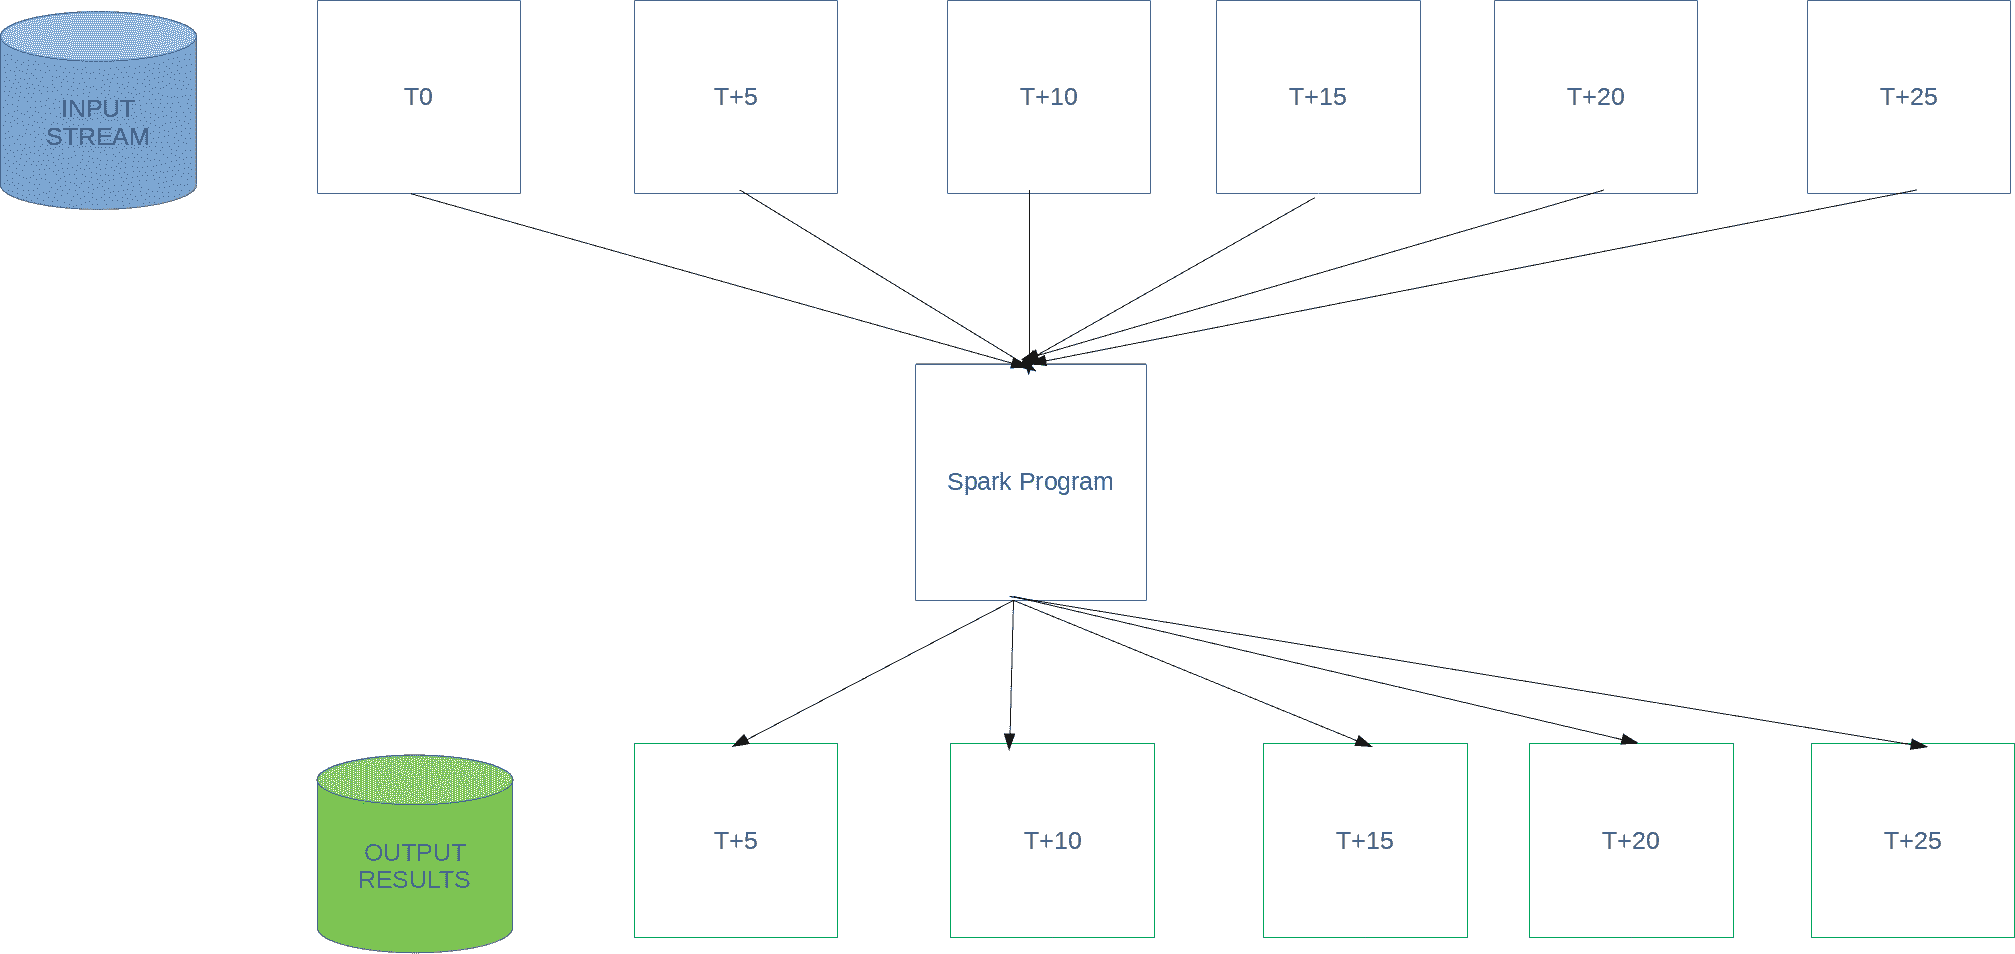 INPUT
STREAM
T0
T+5
T+10
T+15
T+20
T+25
Spark Program
OUTPUT
RESULTS
T+5
T+10
T+15
T+20
T+25